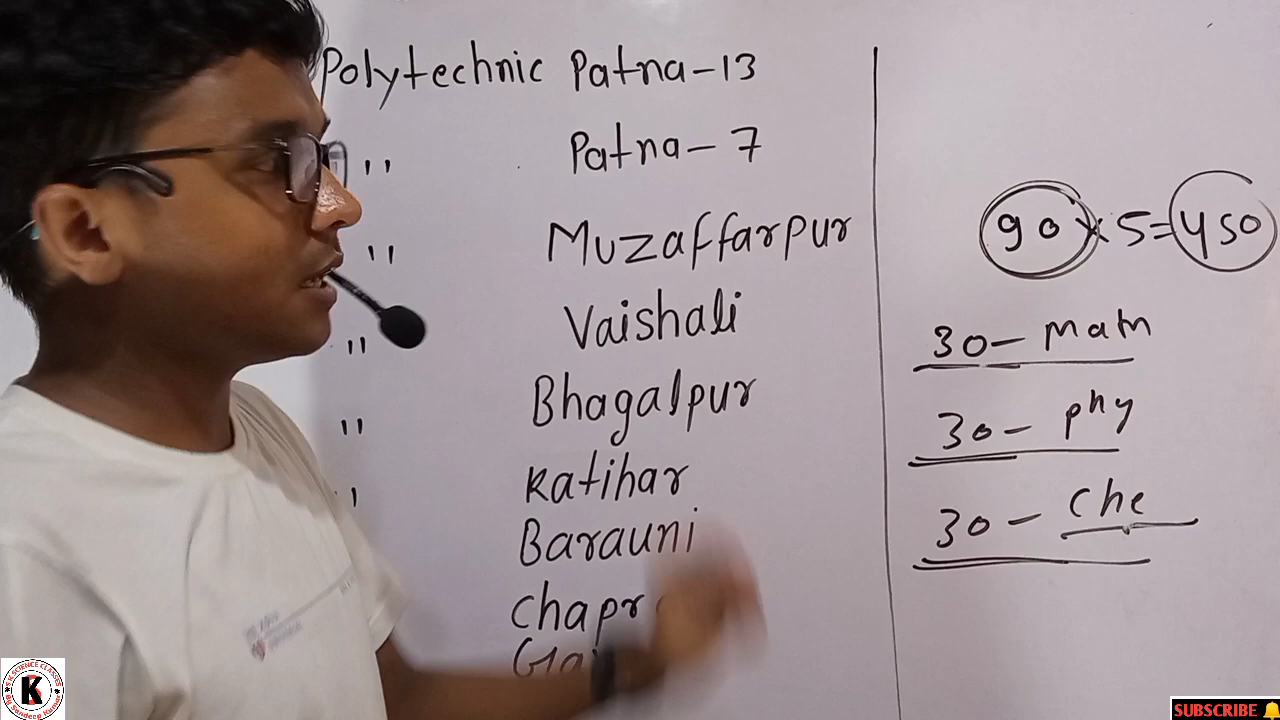 Polytechnic Patna-13
,, Patna-7
,, Muzaffarpur
,, Vaishali
,, Bhagalpur
,, Katihar
Barauni
Chapr
90 x 5 = 450
30 - Math
30 - phy
30 - Che
K
SUBSCRIBE